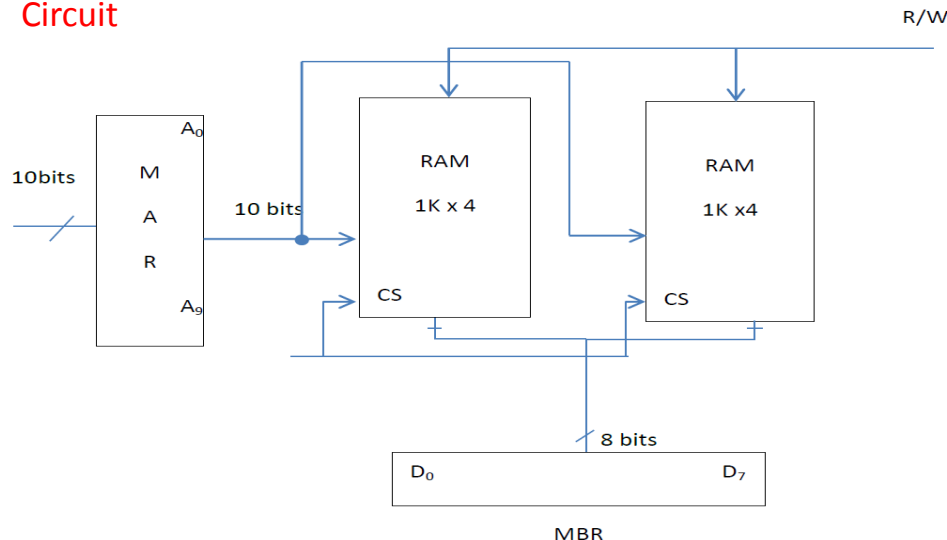 Circuit
R/W
A0
10bits
M
A
R
A9
10 bits
RAM
1K x 4
CS
RAM
1K x4
CS
8 bits
D0
D7
MBR